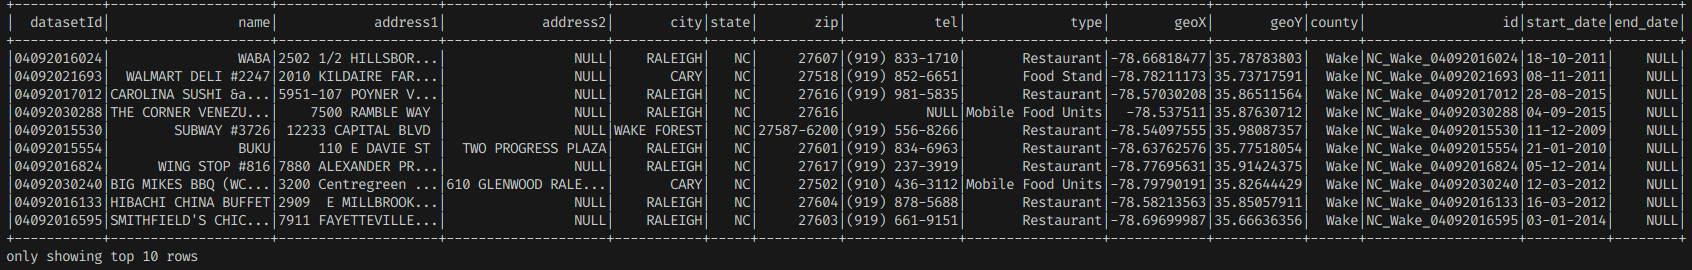 +-----------+--------------------+------------------+--------------------+-----------+-----+----------+--------------+-----------------+------------+-----------+------+-------------------+----------+--------+
|  datasetId|                name|          address1|            address2|       city|state|       zip|           tel|             type|        geoX|       geoY|county|                 id|start_date|end_date|
+-----------+--------------------+------------------+--------------------+-----------+-----+----------+--------------+-----------------+------------+-----------+------+-------------------+----------+--------+
|04092016024|                WABA|2502 1/2 HILLSBOR...|                NULL|    RALEIGH|   NC|     27607|(919) 833-1710|       Restaurant|-78.66818477|35.78783803|  Wake|NC_Wake_04092016024|18-10-2011|    NULL|
|04092021693|  WALMART DELI #2247|2010 KILDAIRE FAR...|                NULL|       CARY|   NC|     27518|(919) 852-6651|       Food Stand|-78.78211173|35.73717591|  Wake|NC_Wake_04092021693|08-11-2011|    NULL|
|04092017012|CAROLINA SUSHI &a...|5951-107 POYNER V...|                NULL|    RALEIGH|   NC|     27616|(919) 981-5835|       Restaurant|-78.57030208|35.86511564|  Wake|NC_Wake_04092017012|28-08-2015|    NULL|
|04092030288|THE CORNER VENEZU...|    7500 RAMBLE WAY |                NULL|    RALEIGH|   NC|     27616|          NULL|Mobile Food Units|  -78.537511|35.87630712|  Wake|NC_Wake_04092030288|04-09-2015|    NULL|
|04092015530|        SUBWAY #3726| 12233 CAPITAL BLVD |                NULL|WAKE FOREST|   NC|27587-6200|(919) 556-8266|       Restaurant|-78.54097555|35.98087357|  Wake|NC_Wake_04092015530|11-12-2009|    NULL|
|04092015554|                BUKU|     110 E DAVIE ST |  TWO PROGRESS PLAZA|    RALEIGH|   NC|     27601|(919) 834-6963|       Restaurant|-78.63762576|35.77518054|  Wake|NC_Wake_04092015554|21-01-2010|    NULL|
|04092016824|      WING STOP #816|7880 ALEXANDER PR...|                NULL|    RALEIGH|   NC|     27617|(919) 237-3919|       Restaurant|-78.77695631|35.91424375|  Wake|NC_Wake_04092016824|05-12-2014|    NULL|
|04092030240|BIG MIKES BBQ (WC...|3200 Centregreen ...|610 GLENWOOD RALE...|       CARY|   NC|     27502|(910) 436-3112|Mobile Food Units|-78.79790191|35.82644429|  Wake|NC_Wake_04092030240|12-03-2012|    NULL|
|04092016133|HIBACHI CHINA BUFFET|2909  E MILLBROOK...|                NULL|    RALEIGH|   NC|     27604|(919) 878-5688|       Restaurant|-78.58213563|35.85057911|  Wake|NC_Wake_04092016133|16-03-2012|    NULL|
|04092016595|SMITHFIELD'S CHIC...|7911 FAYETTEVILLE...|                NULL|    RALEIGH|   NC|     27603|(919) 661-9151|       Restaurant|-78.69699987|35.66636356|  Wake|NC_Wake_04092016595|03-01-2014|    NULL|
+-----------+--------------------+------------------+--------------------+-----------+-----+----------+--------------+-----------------+------------+-----------+------+-------------------+----------+--------+
only showing top 10 rows